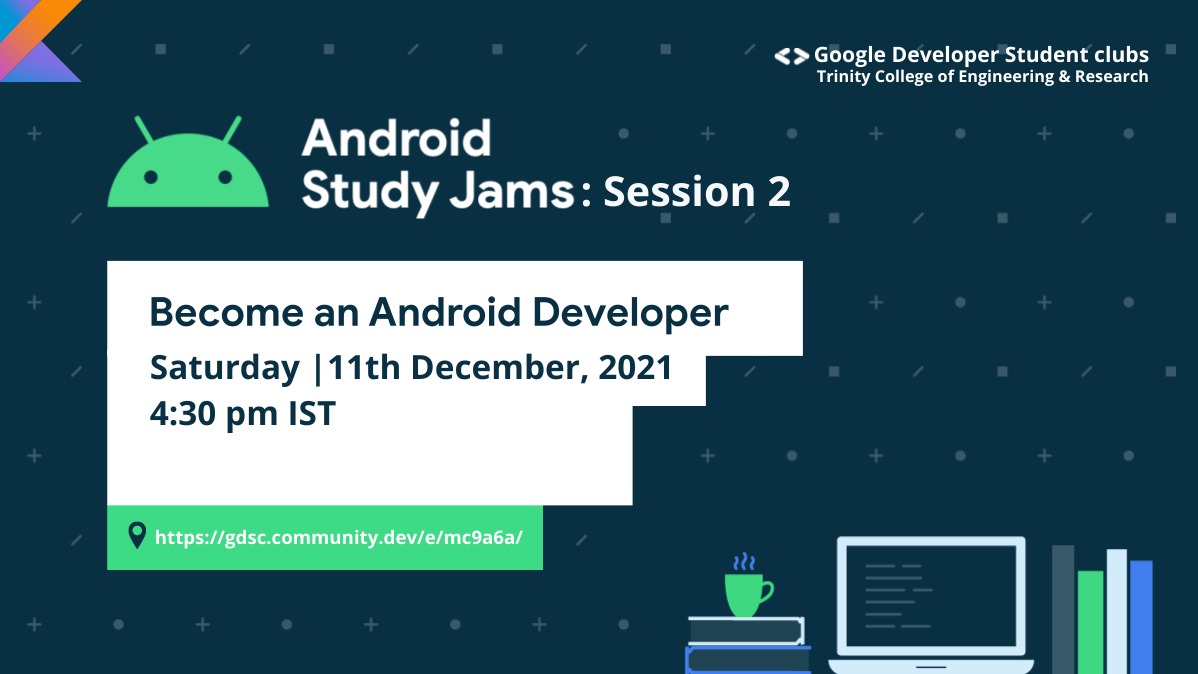 <> Google Developer Student clubs
Trinity College of Engineering & Research
Android
Study Jams : Session 2
Become an Android Developer
Saturday |11th December, 2021
4:30 pm IST
https://gdsc.community.dev/e/mc9a6a/